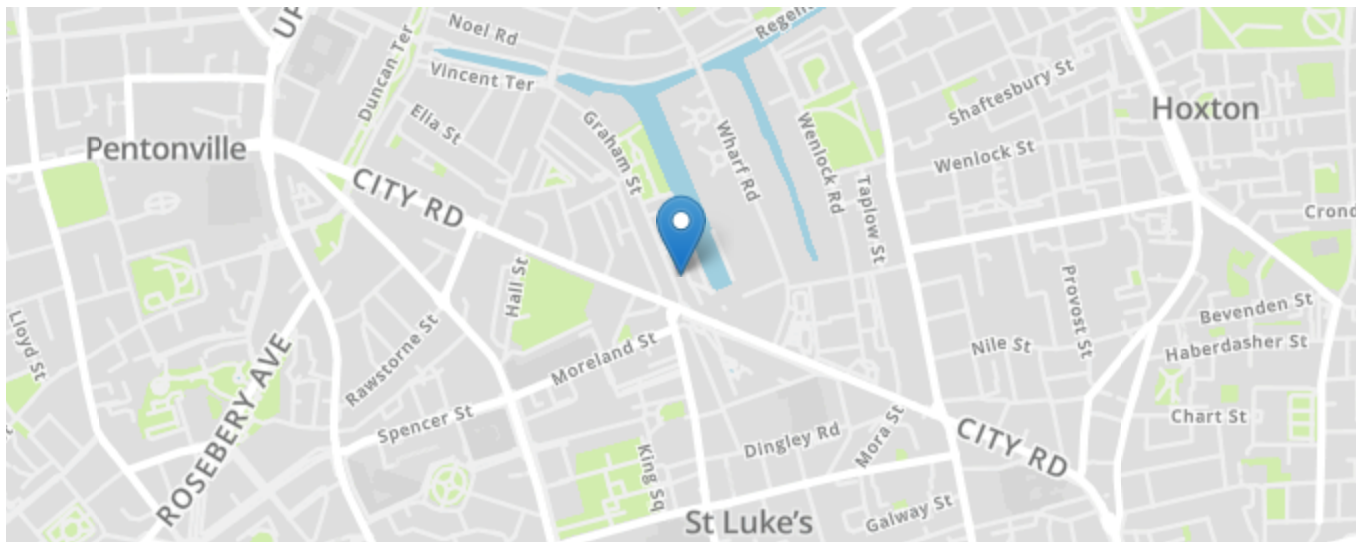 UP
Noel Rd
Regen
Duncan Ter
Vincent Ter
Shaftesbury St
Elia St
Hoxton
Graham St
Wharf Rd
Wenlock Rd
Pentonville
Wenlock St
CITY RD
Taplow St
Crond
Hall St
Provost St
Lloyd St
Bevenden St
Rawstorne St
Moreland St
Nile St
Haberdasher St
ROSEBERY AVE
Chart St
Spencer St
Dingley Rd
Mora St
CITY RD
King Sq
St Luke's
Galway St